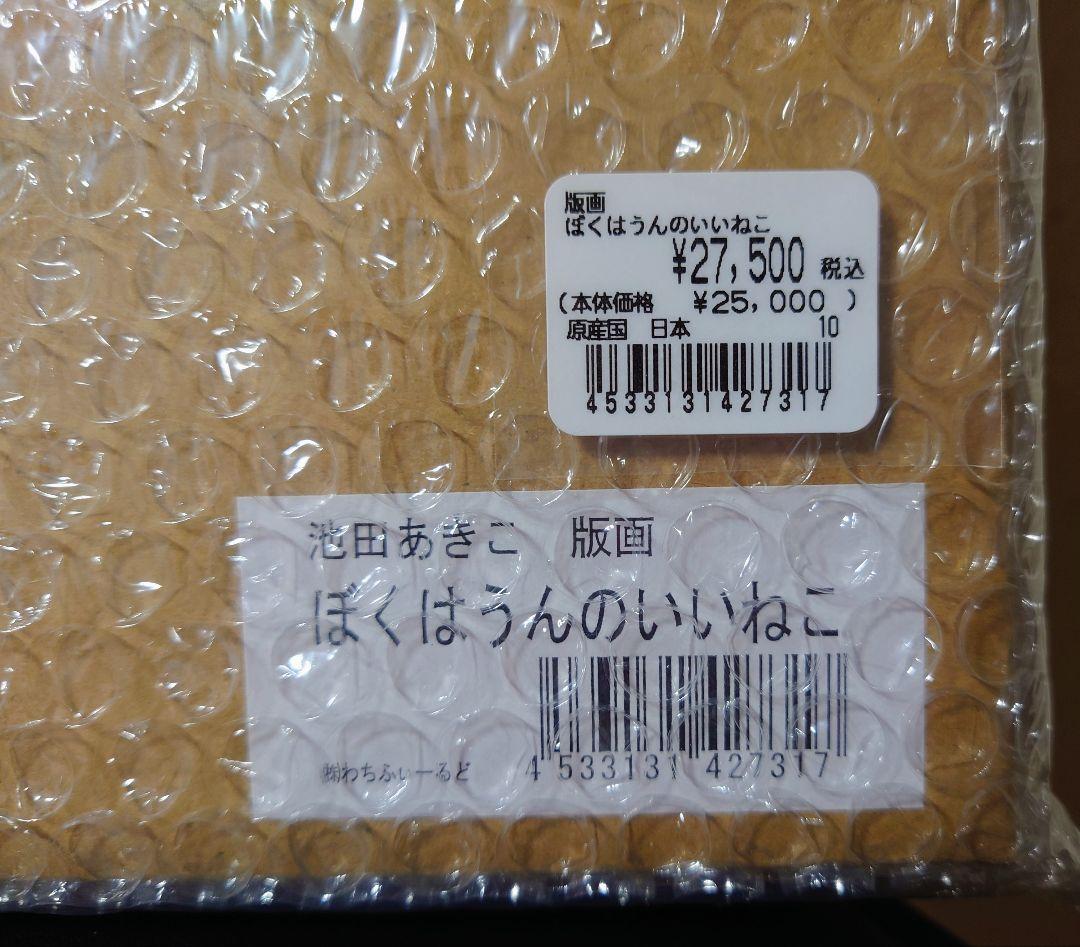 版画
ぼくはうんのいいねこ
¥27,500 税込
(本体価格 ¥25,000 )
原産国 日本 10
4533131427317
池田あきこ 版画
ぼくはうんのいいねこ
㈱わちふぃーるど 4 533131 427317